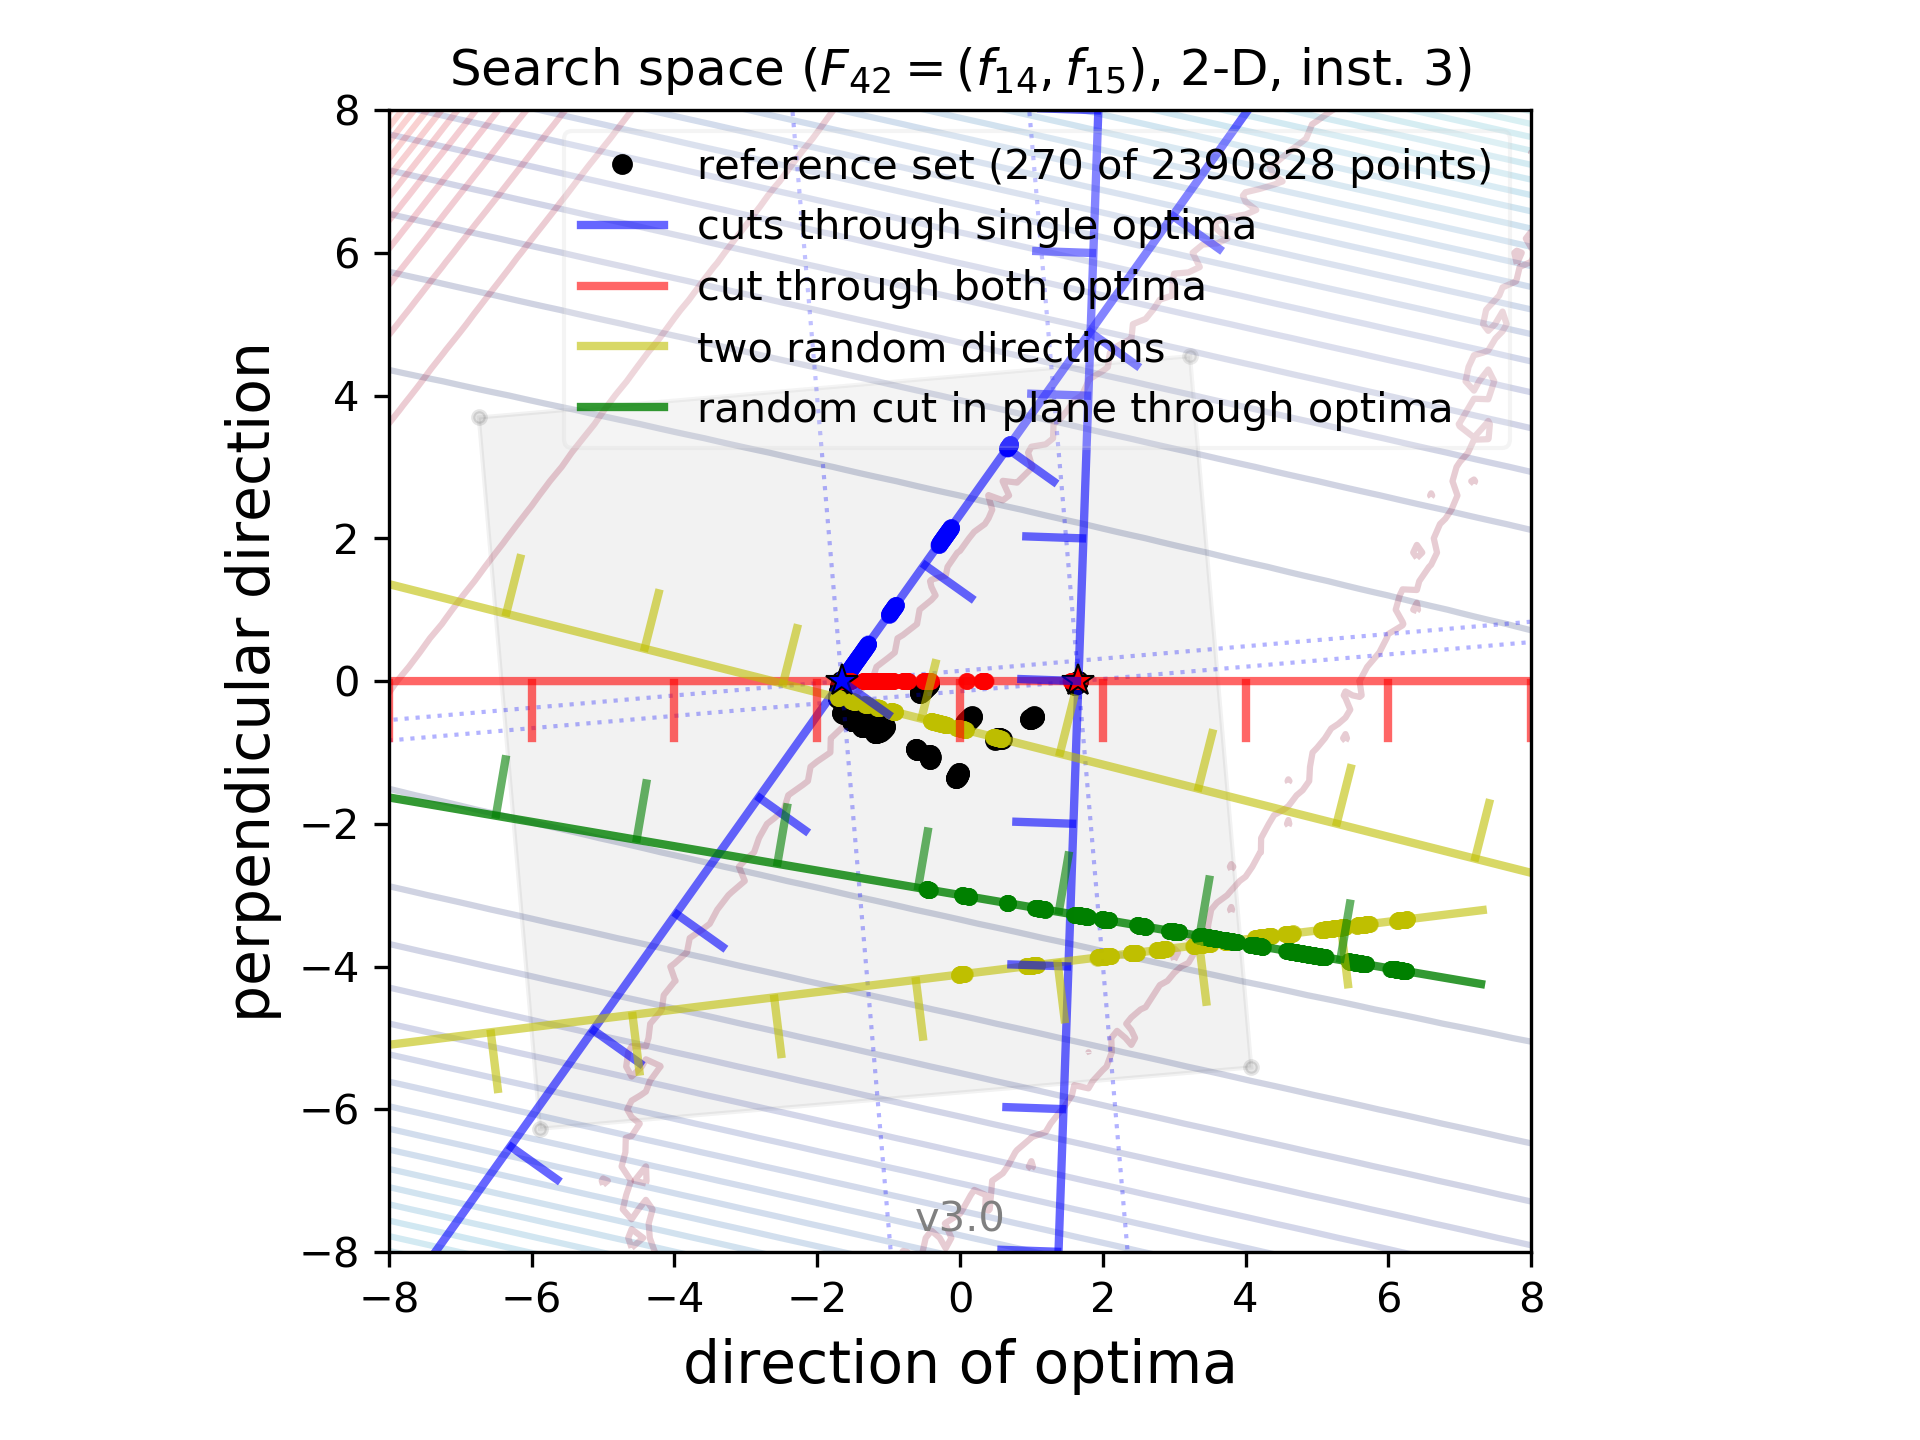 Search space (F42 = (f14, f15), 2-D, inst. 3)
reference set (270 of 2390828 points)
cuts through single optima
cut through both optima
two random directions
random cut in plane through optima
perpendicular direction
8
6
4
2
0
−2
−4
−6
−8
v3.0
−8 −6 −4 −2 0 2 4 6 8
direction of optima